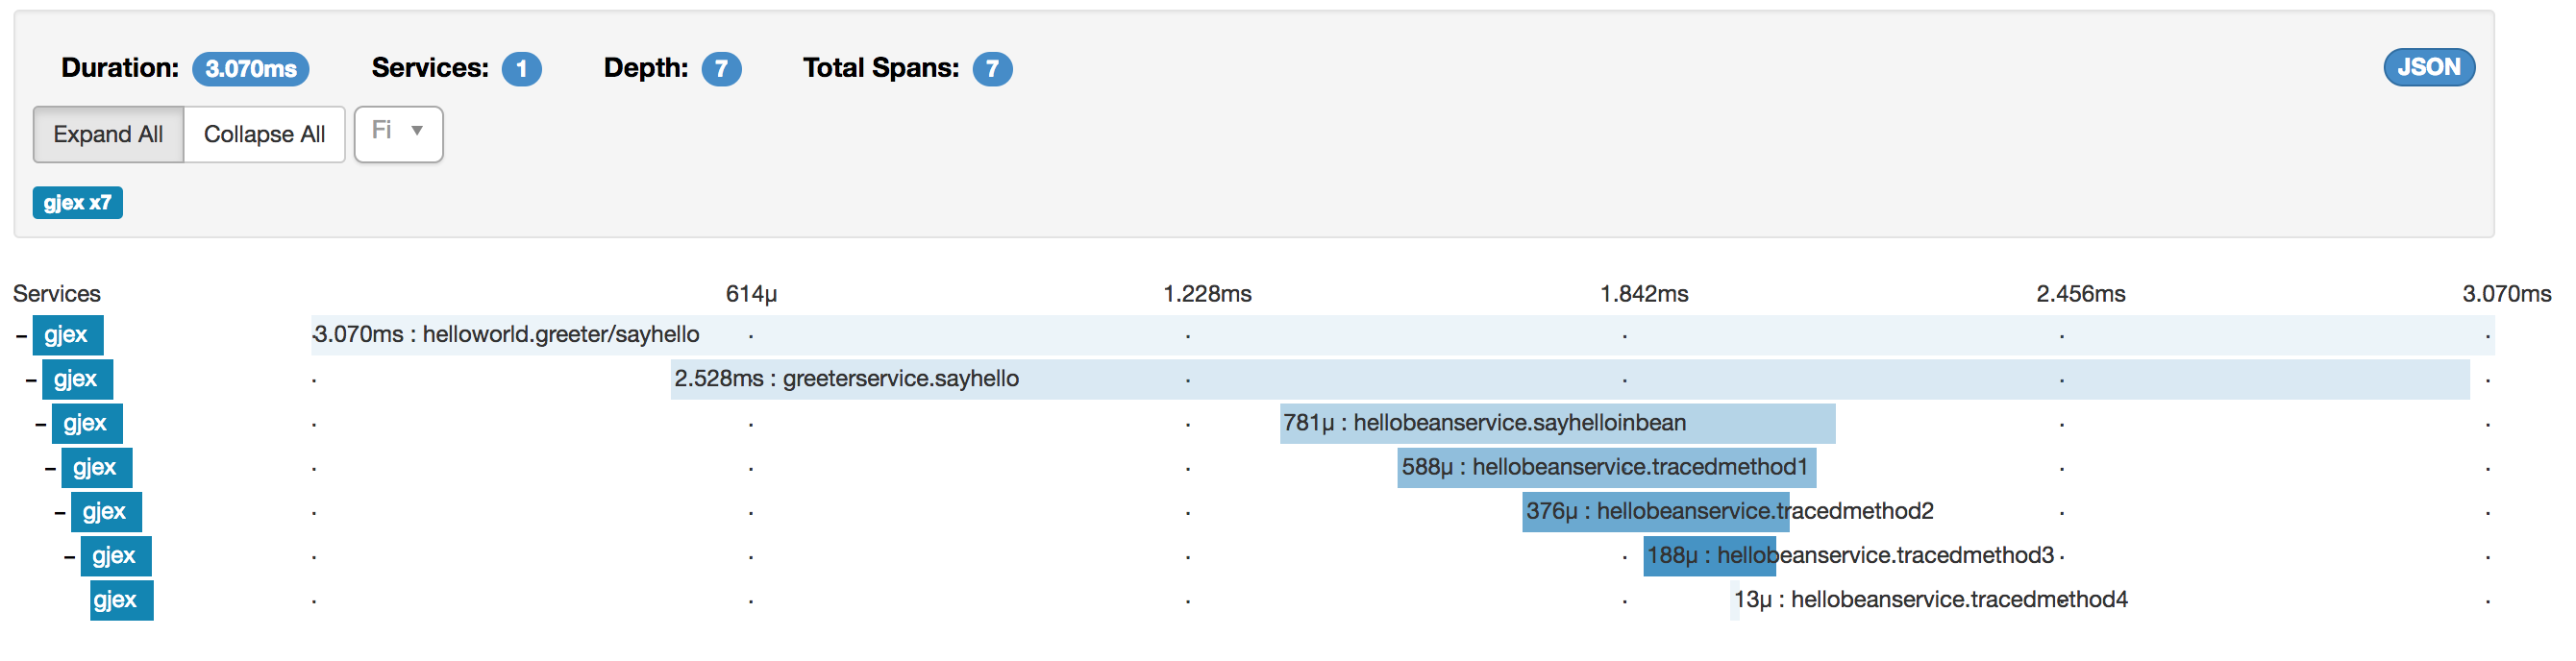 Duration: 3.070ms Services: 1 Depth: 7 Total Spans: 7 JSON
Expand All Collapse All Fi ▼
gjex x7
Services 614μ 1.228ms 1.842ms 2.456ms 3.070ms
– gjex 3.070ms : helloworld.greeter/sayhello
– gjex 2.528ms : greeterservice.sayhello
– gjex 781μ : hellobeanservice.sayhelloinbean
– gjex 588μ : hellobeanservice.tracedmethod1
– gjex 376μ : hellobeanservice.tracedmethod2
– gjex 188μ : hellobeanservice.tracedmethod3
gjex 13μ : hellobeanservice.tracedmethod4